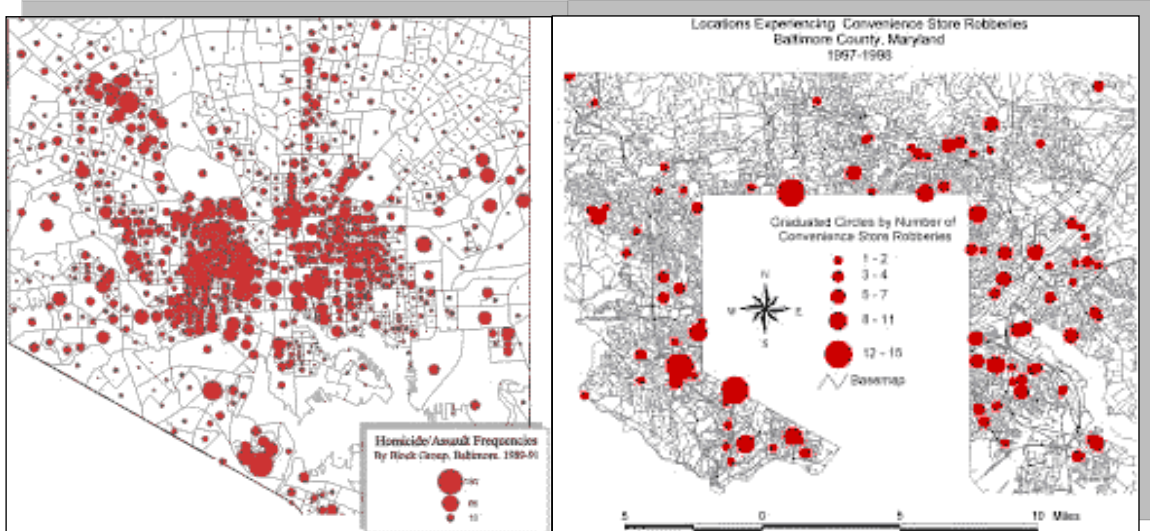 Homicide/Assault Frequencies
By Block Group, Baltimore, 1989-91
Locations Experiencing Convenience Store Robberies
Baltimore County, Maryland
1997-1998
Graduated Circles by Number of
Convenience Store Robberies
1 - 2
3 - 4
5 - 7
8 - 11
Basemap
N
W
E
S
5
0
5
10 Miles